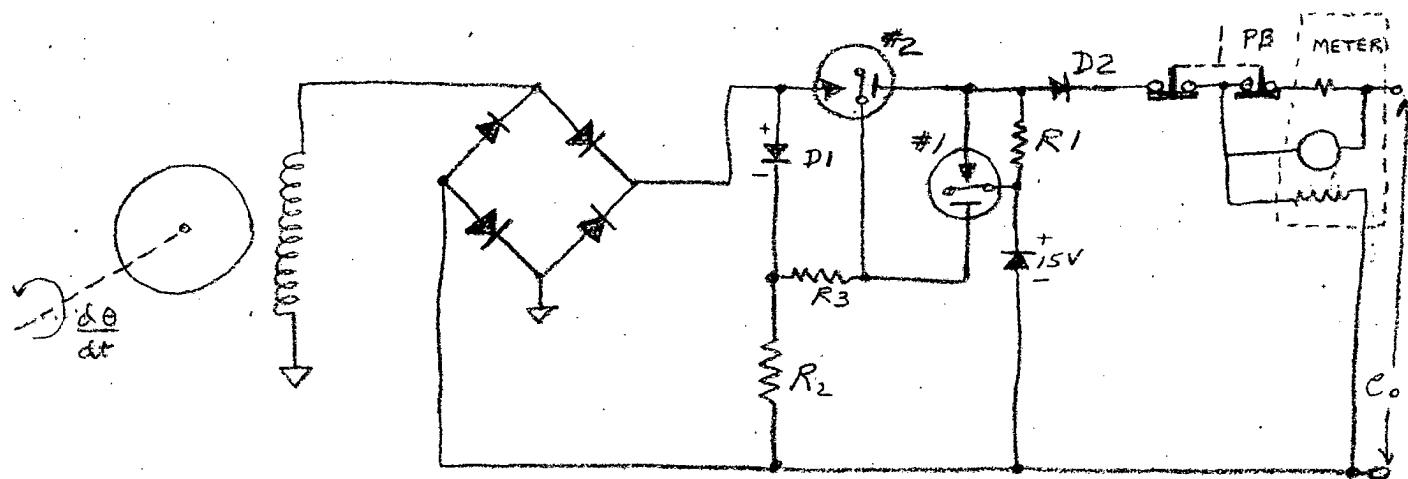 #2
PB
METER
D2
+
D1
-
#1
R1
+
15V
-
R3
R2
dθ
dt
e₀